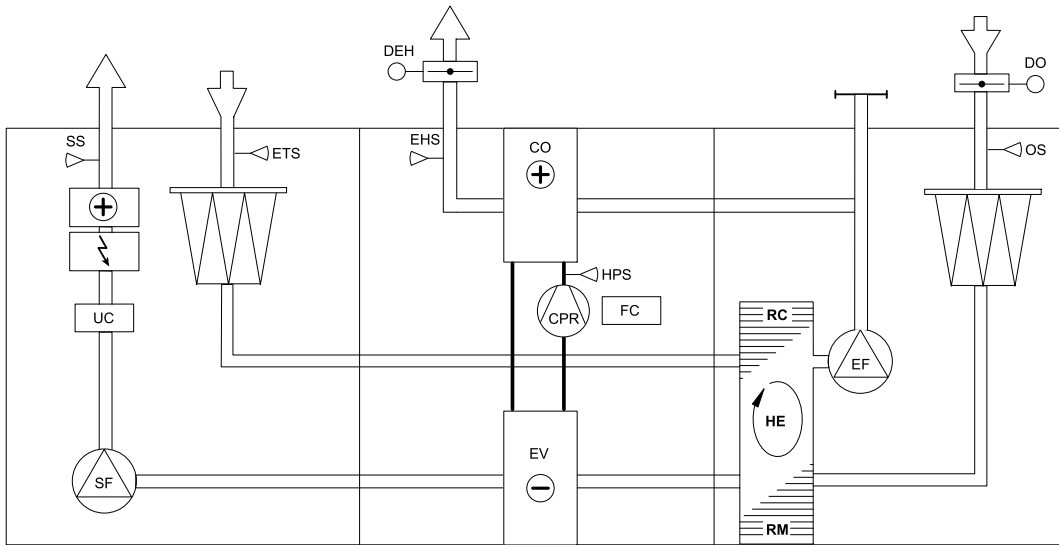 DEH
DO
SS
ETS
EHS
CO
OS
HPS
UC
CPR
FC
RC
EF
HE
EV
SF
RM